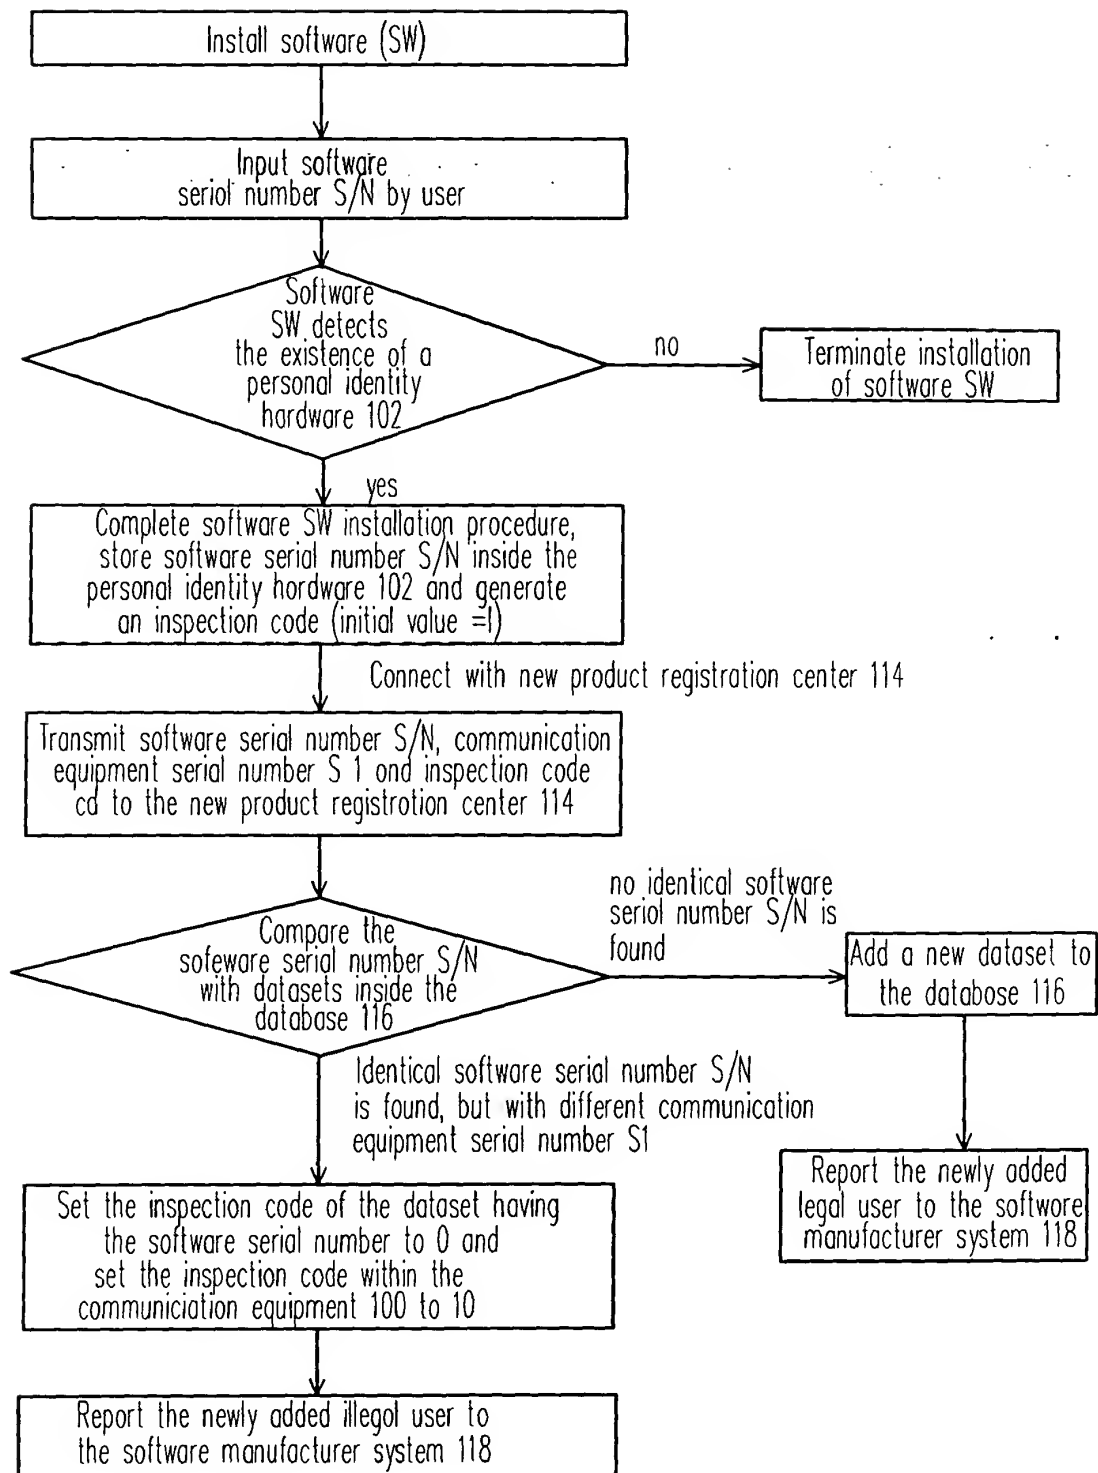 Install software (SW)
Input software
seriol number S/N by user
Software
SW detects
the existence of a
personal identity
hardware 102
no
Terminate installation
of software SW
yes
Complete software SW installation procedure,
store software serial number S/N inside the
personal identity hordware 102 and generate
an inspection code (initial value =1)
Connect with new product registration center 114
Transmit software serial number S/N, communication
equipment serial number S 1 ond inspection code
cd to the new product registrotion center 114
Compare the
sofeware serial number S/N
with datasets inside the
database 116
no identical software
seriol number S/N is
found
Add a new dataset to
the databose 116
Identical software serial number S/N
is found, but with different communication
equipment serial number S1
Report the newly added
legal user to the softwore
manufacturer system 118
Set the inspection code of the dataset having
the software serial number to 0 and
set the inspection code within the
communiciation equipment 100 to 10
Report the newly added illegol user to
the software manufacturer system 118